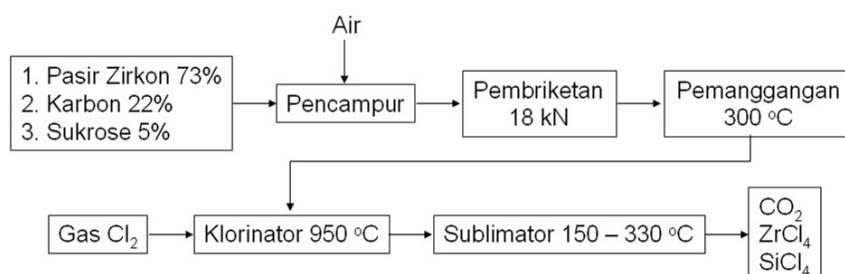 Air
1. Pasir Zirkon 73%
2. Karbon 22%
3. Sukrose 5%
Pencampur
Pembriketan
18 kN
Pemanggangan
300 °C
Gas Cl₂
Klorinator 950 °C
Sublimator 150 – 330 °C
CO₂
ZrCl₄
SiCl₄